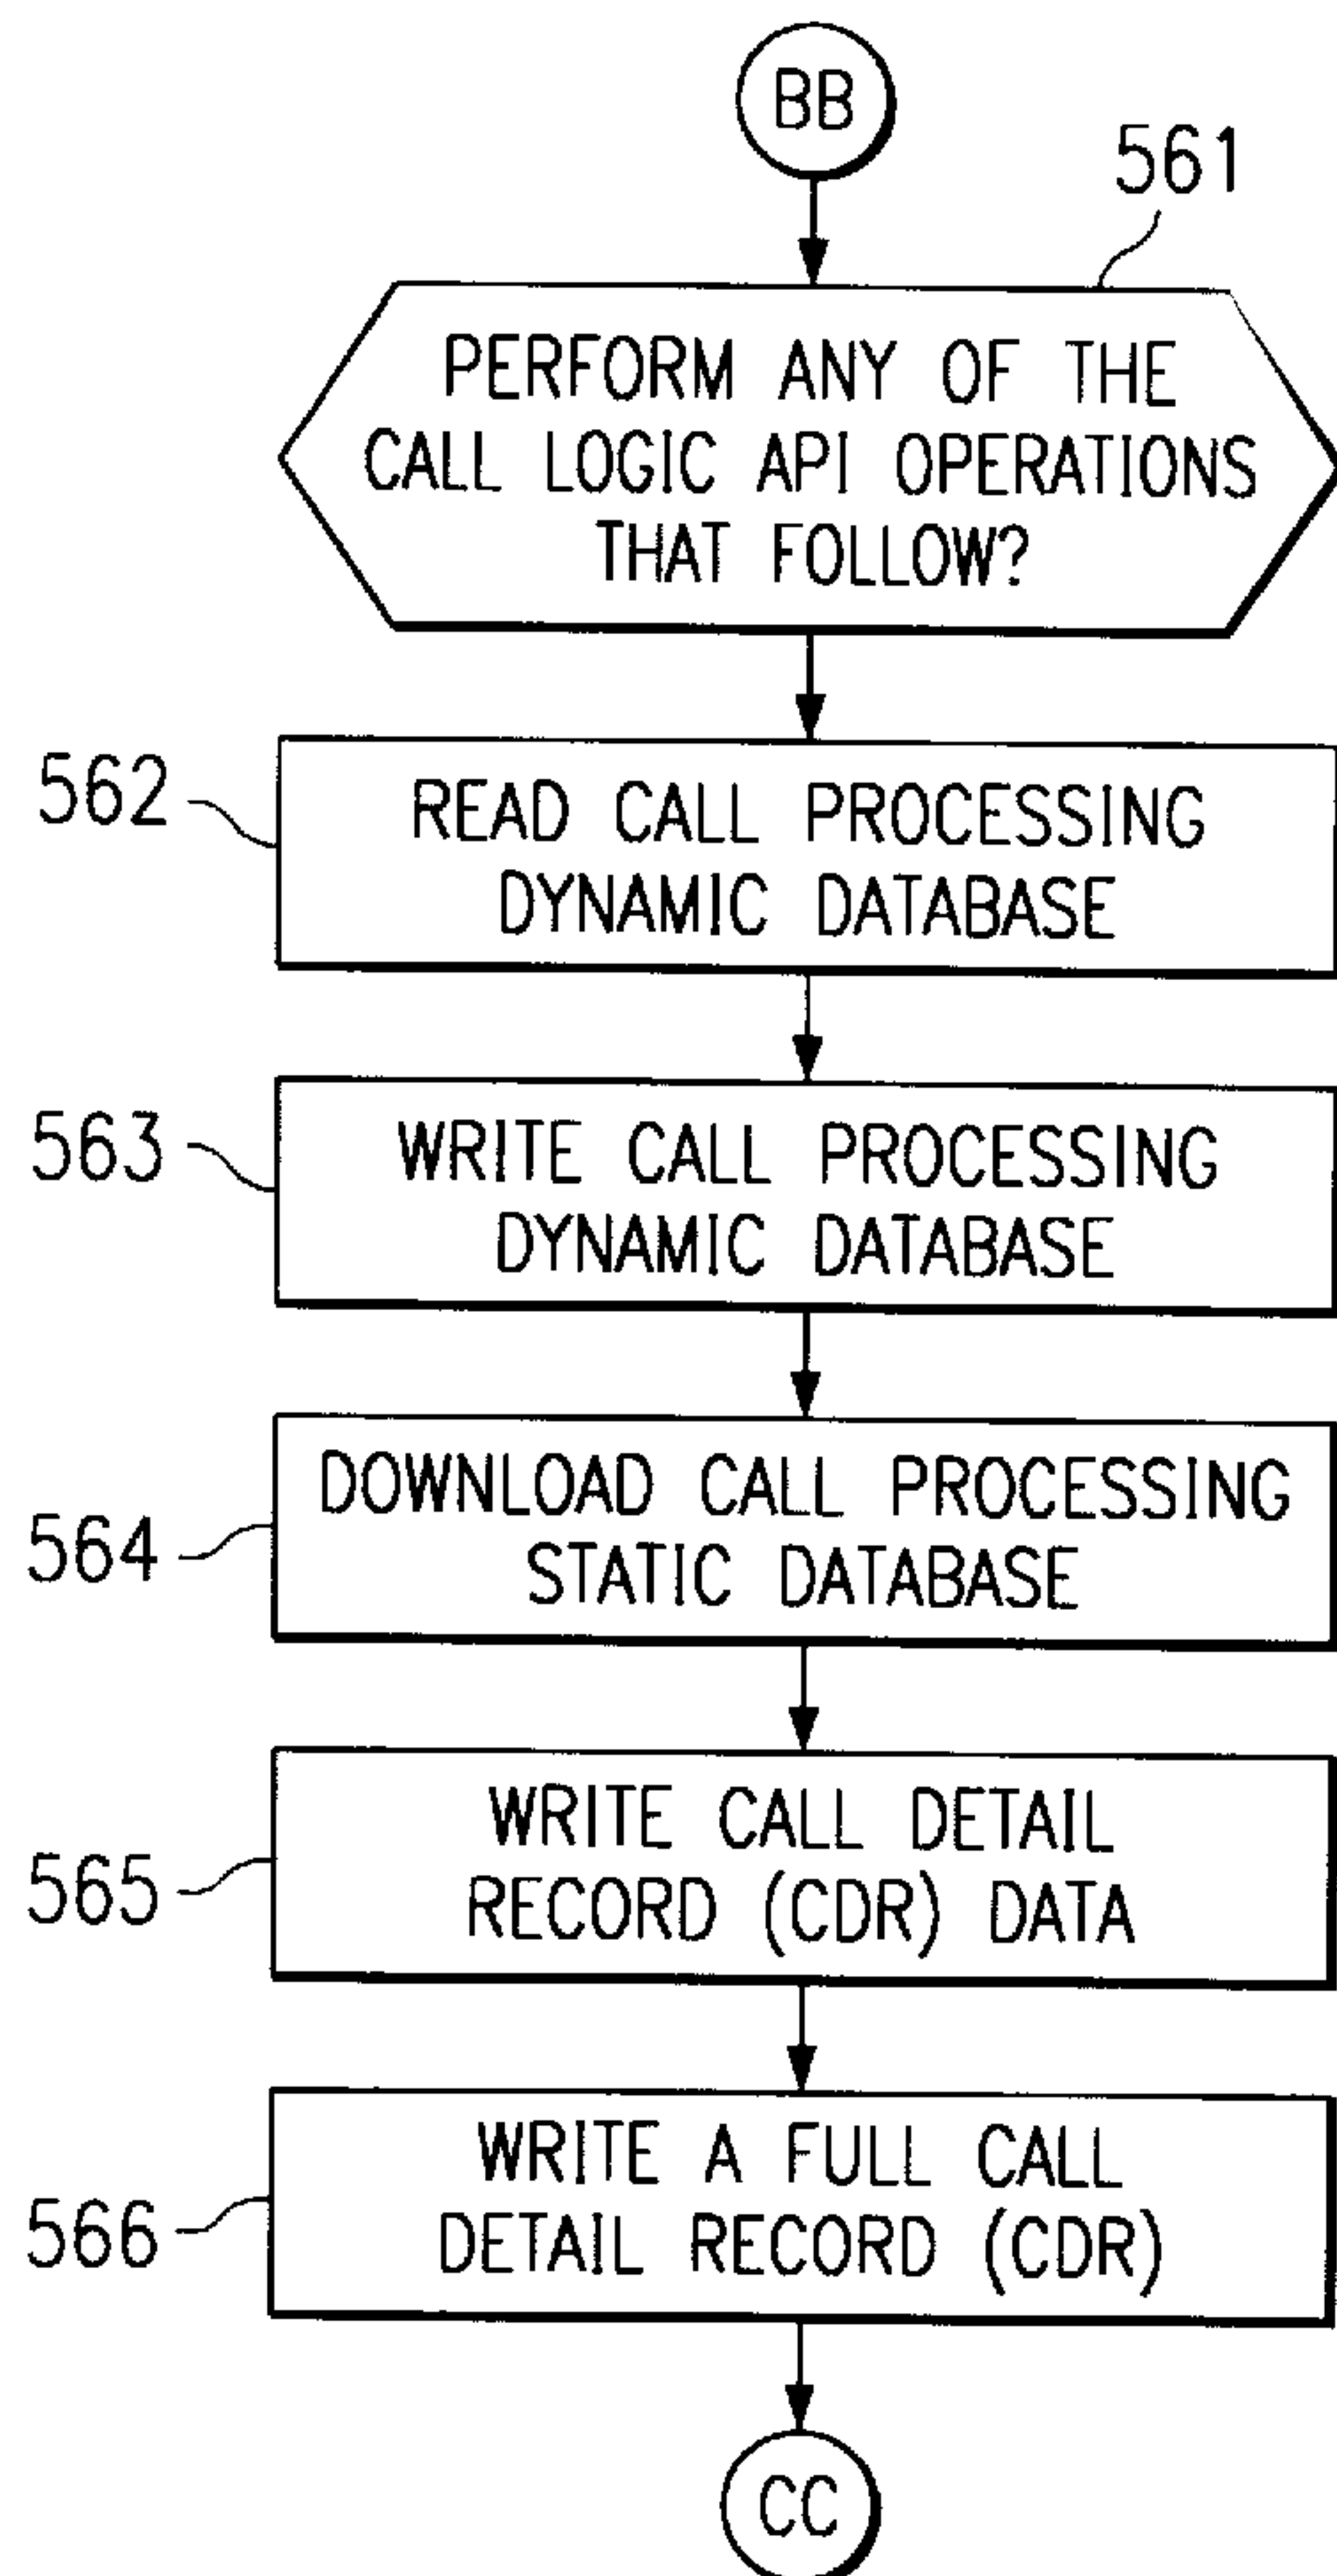 BB
561
PERFORM ANY OF THE
CALL LOGIC API OPERATIONS
THAT FOLLOW?
562
READ CALL PROCESSING
DYNAMIC DATABASE
563
WRITE CALL PROCESSING
DYNAMIC DATABASE
564
DOWNLOAD CALL PROCESSING
STATIC DATABASE
565
WRITE CALL DETAIL
RECORD (CDR) DATA
566
WRITE A FULL CALL
DETAIL RECORD (CDR)
CC